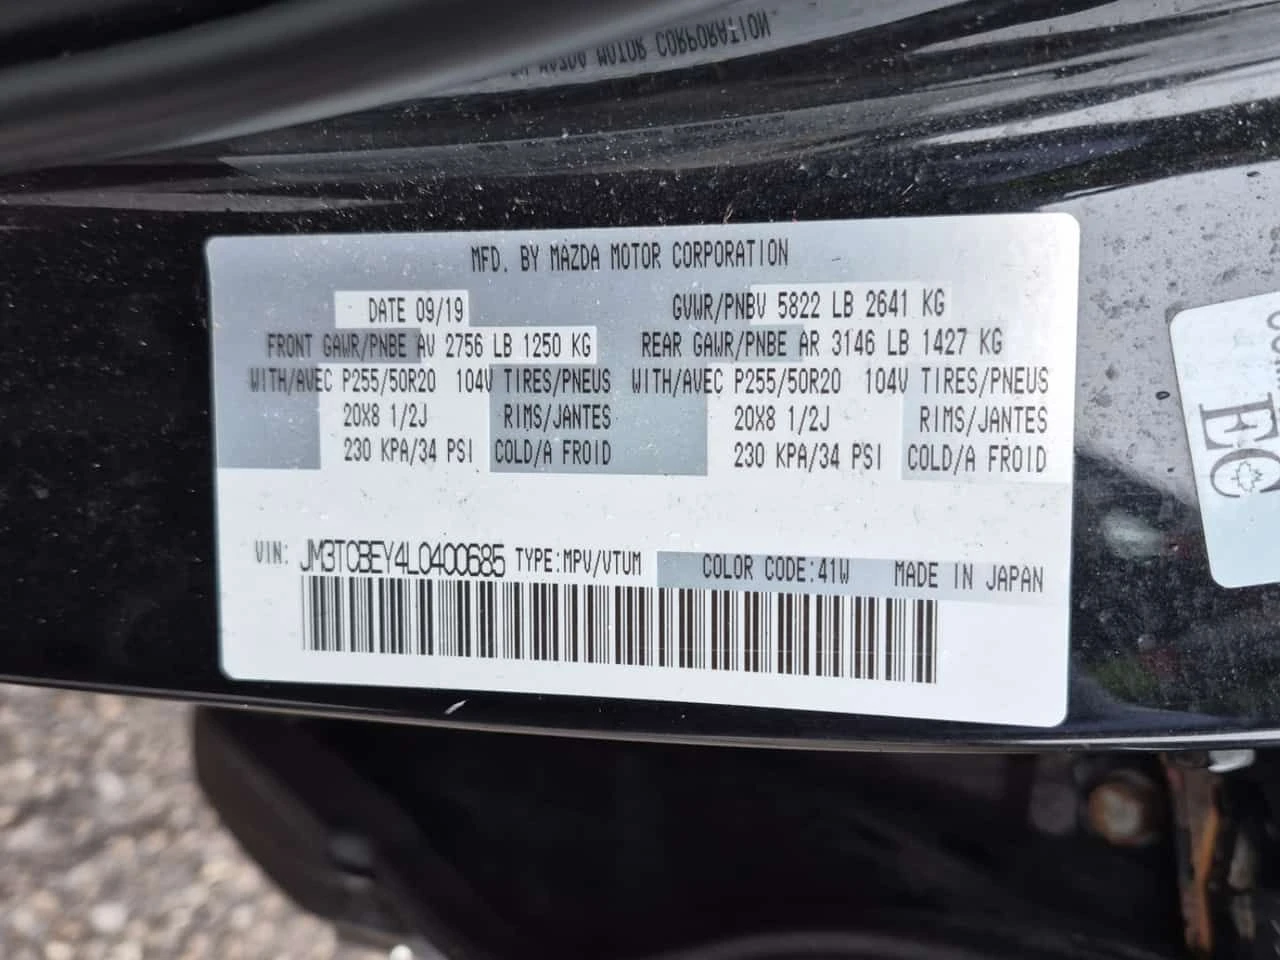 MFD. BY MAZDA MOTOR CORPORATION
DATE 09/19 GVWR/PNBV 5822 LB 2641 KG
FRONT GAWR/PNBE AV 2756 LB 1250 KG REAR GAWR/PNBE AR 3146 LB 1427 KG
WITH/AVEC P255/50R20 104V TIRES/PNEUS WITH/AVEC P255/50R20 104V TIRES/PNEUS
20X8 1/2J RIMS/JANTES 20X8 1/2J RIMS/JANTES
230 KPA/34 PSI COLD/A FROID 230 KPA/34 PSI COLD/A FROID
VIN: JM3TCBEY4L0400685 TYPE:MPV/VTUM COLOR CODE:41W MADE IN JAPAN
EC